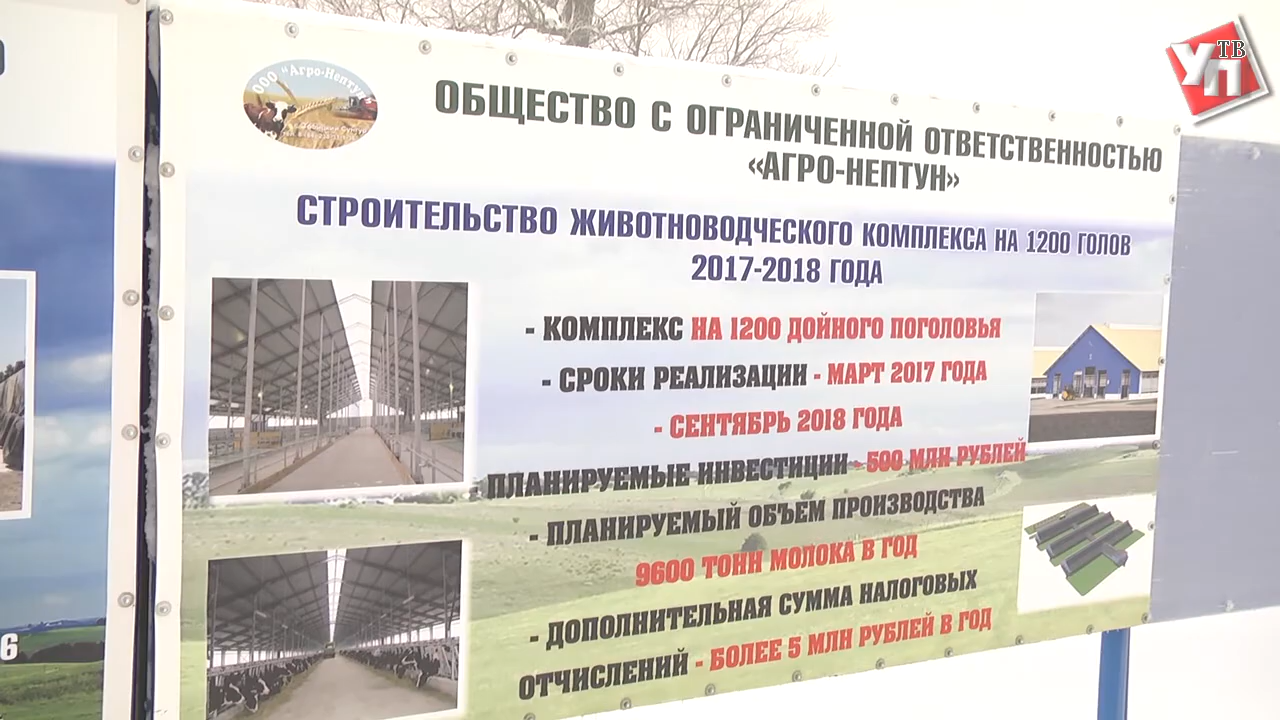 УП ТВ
ООО "Агро-Нептун"
ОБЩЕСТВО С ОГРАНИЧЕННОЙ ОТВЕТСТВЕННОСТЬЮ
«АГРО-НЕПТУН»
СТРОИТЕЛЬСТВО ЖИВОТНОВОДЧЕСКОГО КОМПЛЕКСА НА 1200 ГОЛОВ
2017-2018 ГОДА
- КОМПЛЕКС НА 1200 ДОЙНОГО ПОГОЛОВЬЯ
- СРОКИ РЕАЛИЗАЦИИ - МАРТ 2017 ГОДА
- СЕНТЯБРЬ 2018 ГОДА
- ПЛАНИРУЕМЫЕ ИНВЕСТИЦИИ - 500 МЛН РУБЛЕЙ
- ПЛАНИРУЕМЫЙ ОБЪЕМ ПРОИЗВОДСТВА
9600 ТОНН МОЛОКА В ГОД
- ДОПОЛНИТЕЛЬНАЯ СУММА НАЛОГОВЫХ
ОТЧИСЛЕНИЙ - БОЛЕЕ 5 МЛН РУБЛЕЙ В ГОД
6